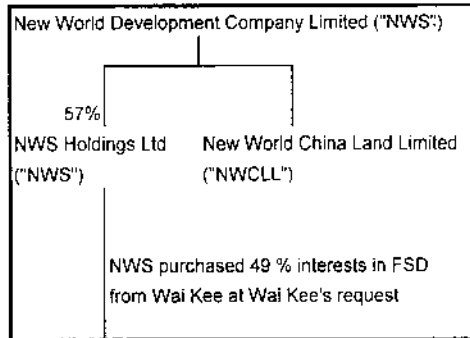 New World Development Company Limited ("NWS")
57%
NWS Holdings Ltd
("NWS")
New World China Land Limited
("NWCLL")
NWS purchased 49 % interests in FSD
from Wai Kee at Wai Kee's request